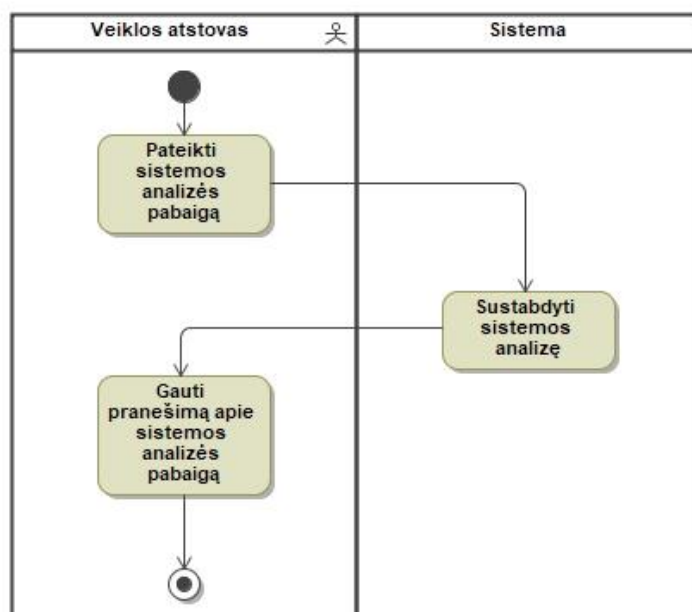 Veiklos atstovas
Sistema
Pateikti
sistemos
analizės
pabaigą
Sustabdyti
sistemos
analizę
Gauti
pranešimą apie
sistemos
analizės
pabaigą